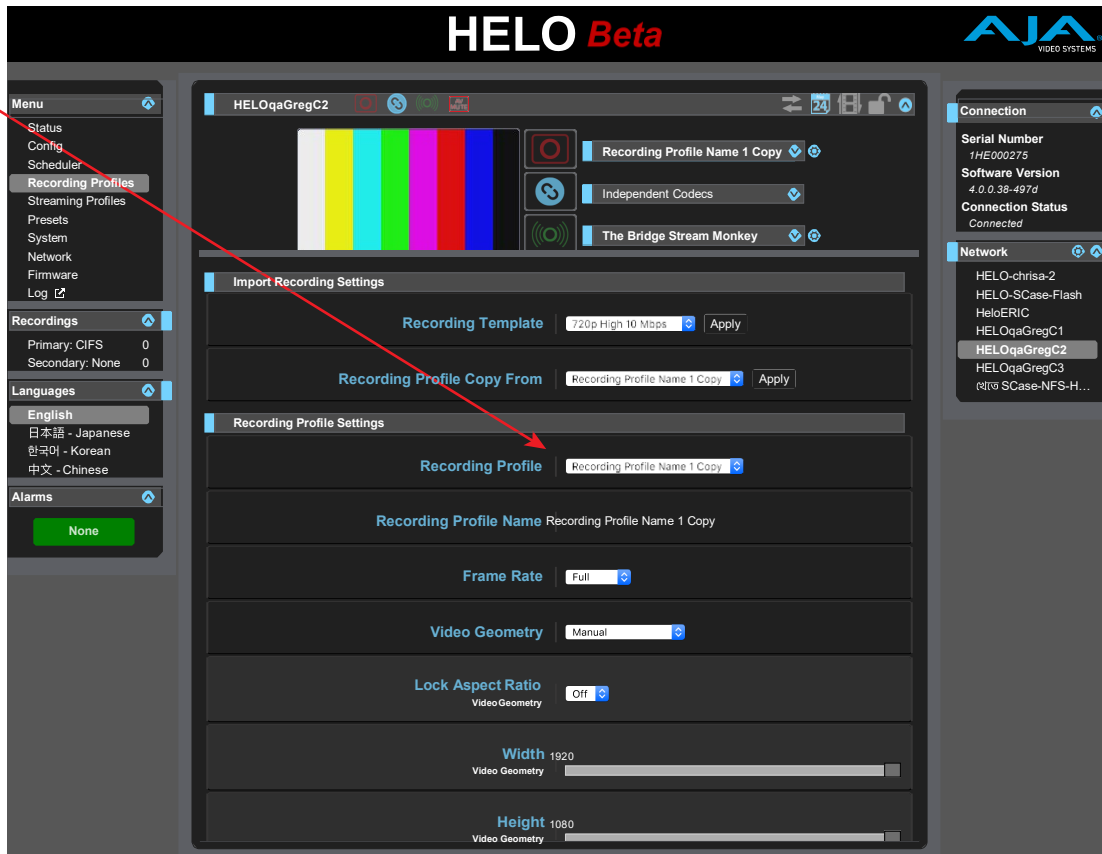 HELO Beta
AJA
VIDEO SYSTEMS
Menu
Status
Config
Scheduler
Recording Profiles
Streaming Profiles
Presets
System
Network
Firmware
Log
Recordings
Primary: CIFS 0
Secondary: None 0
Languages
English
日本語 - Japanese
한국어 - Korean
中文 - Chinese
Alarms
None
HELOqaGregC2
AV MUTE
24
Recording Profile Name 1 Copy
Independent Codecs
The Bridge Stream Monkey
Import Recording Settings
Recording Template 720p High 10 Mbps Apply
Recording Profile Copy From Recording Profile Name 1 Copy Apply
Recording Profile Settings
Recording Profile Recording Profile Name 1 Copy
Recording Profile Name Recording Profile Name 1 Copy
Frame Rate Full
Video Geometry Manual
Lock Aspect Ratio Off
Video Geometry
Width 1920
Video Geometry
Height 1080
Video Geometry
Connection
Serial Number
1HE000275
Software Version
4.0.0.38-497d
Connection Status
Connected
Network
HELO-chrisa-2
HELO-SCase-Flash
HeloERIC
HELOqaGregC1
HELOqaGregC2
HELOqaGregC3
SCase-NFS-H…